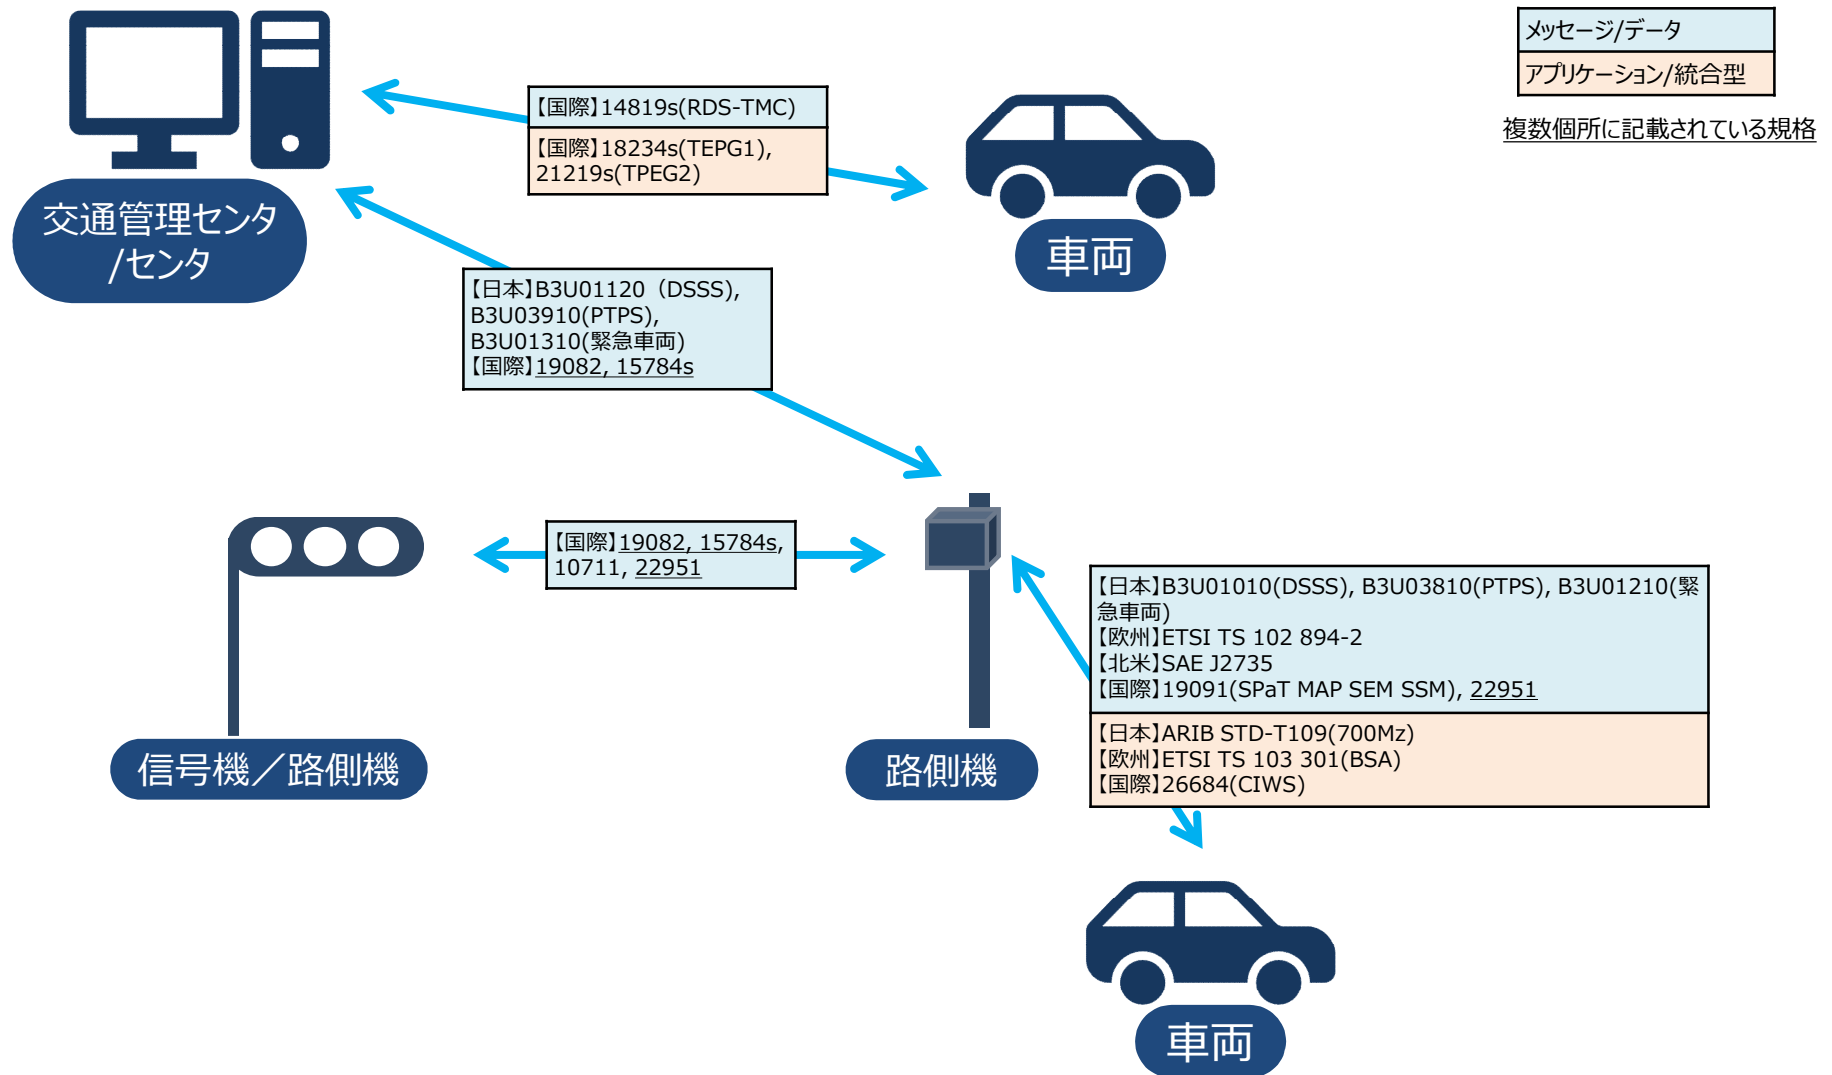 メッセージ/データ
アプリケーション/統合型
複数個所に記載されている規格
【国際】14819s(RDS-TMC)
【国際】18234s(TEPG1),
21219s(TPEG2)
交通管理センタ
/センタ
車両
【日本】B3U01120（DSSS),
B3U03910(PTPS),
B3U01310(緊急車両)
【国際】19082, 15784s
【国際】19082, 15784s,
10711, 22951
【日本】B3U01010(DSSS), B3U03810(PTPS), B3U01210(緊
急車両)
【欧州】ETSI TS 102 894-2
【北米】SAE J2735
【国際】19091(SPaT MAP SEM SSM), 22951
【日本】ARIB STD-T109(700Mz)
【欧州】ETSI TS 103 301(BSA)
【国際】26684(CIWS)
信号機／路側機
路側機
車両